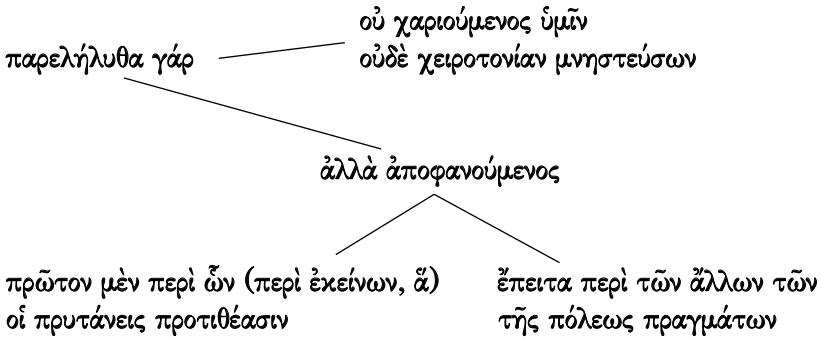 οὐ χαριούμενος ὑμῖν
παρελήλυθα γάρ
οὐδὲ χειροτονίαν μνηστεύσων
ἀλλὰ ἀποφανούμενος
πρῶτον μὲν περὶ ὧν (περὶ ἐκείνων, ἅ)
οἱ πρυτάνεις προτιθέασιν
ἔπειτα περὶ τῶν ἄλλων τῶν
τῆς πόλεως πραγμάτων